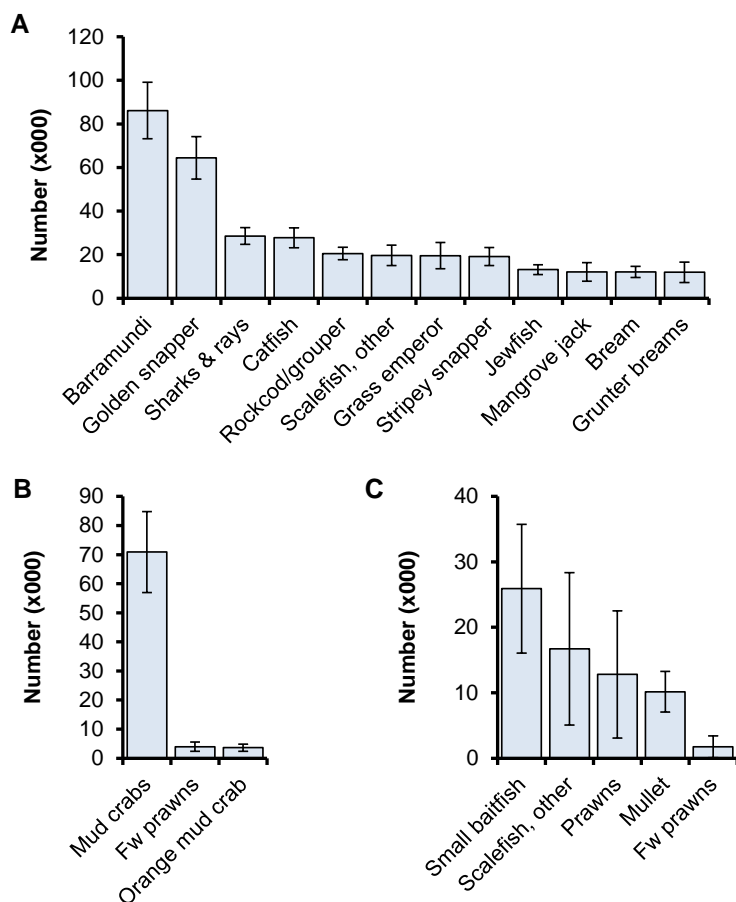 A
120
100
80
60
40
20
0
Number (x000)
Barramundi
Golden snapper
Sharks & rays
Catfish
Rockcod/grouper
Scalefish, other
Grass emperor
Stripey snapper
Jewfish
Mangrove jack
Bream
Grunter breams
B
90
80
70
60
50
40
30
20
10
0
Number (x000)
Mud crabs
Fw prawns
Orange mud crab
C
40
30
20
10
0
Number (x000)
Small baitfish
Scalefish, other
Prawns
Mullet
Fw prawns